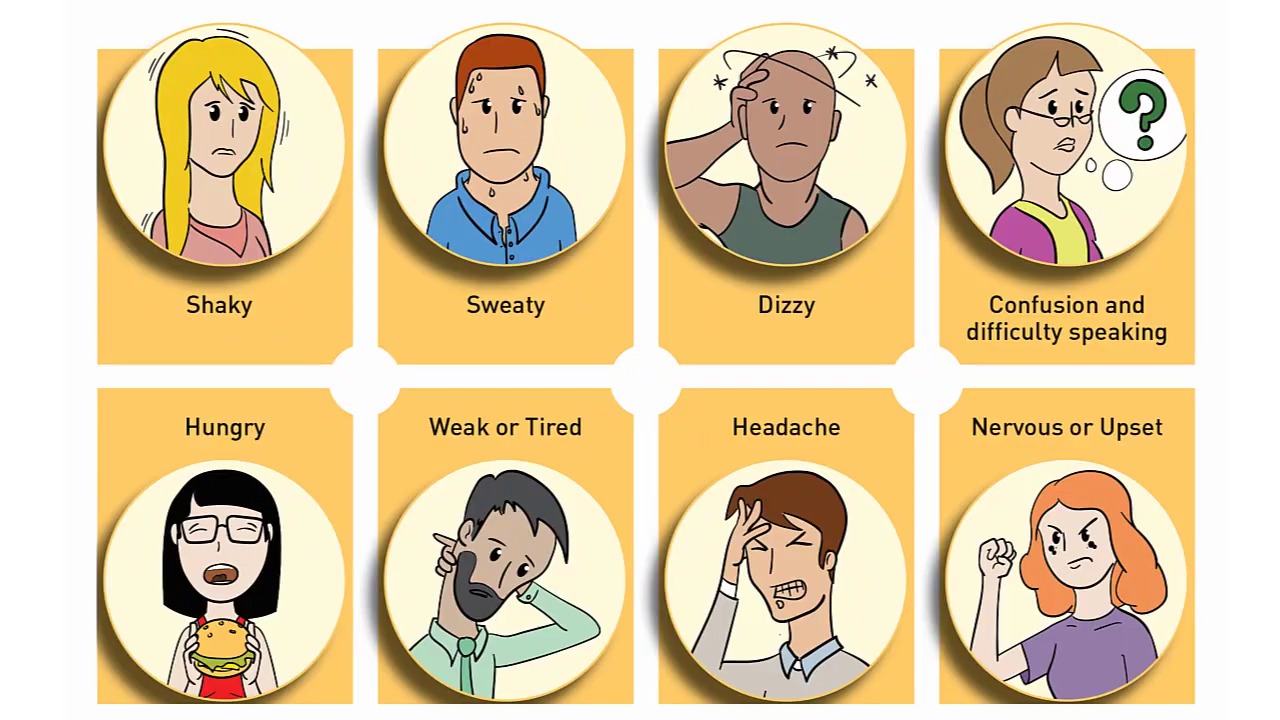 Shaky
Sweaty
Dizzy
Confusion and
difficulty speaking
Hungry
Weak or Tired
Headache
Nervous or Upset
?